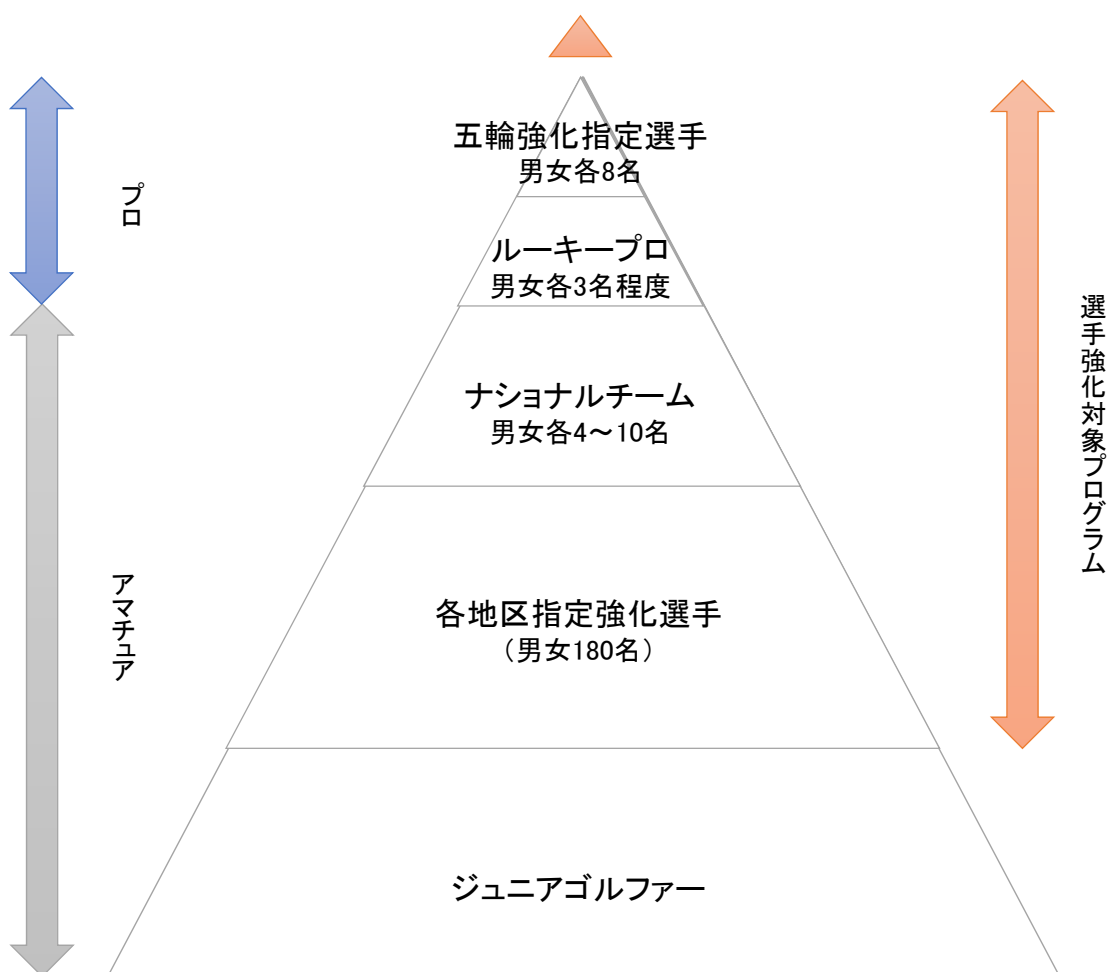 五輪強化指定選手
男女各8名
プロ
ルーキープロ
男女各3名程度
選手強化対象プログラム
ナショナルチーム
男女各4～10名
アマチュア
各地区指定強化選手
（男女180名）
ジュニアゴルファー